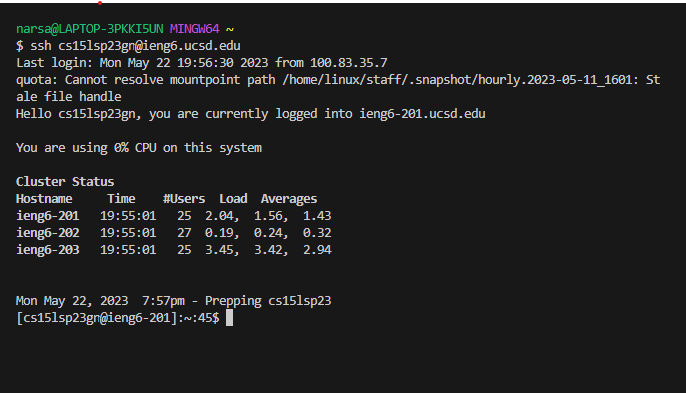 narsa@LAPTOP-3PKKI5UN MINGW64 ~
$ ssh cs15lsp23gn@ieng6.ucsd.edu
Last login: Mon May 22 19:56:30 2023 from 100.83.35.7
quota: Cannot resolve mountpoint path /home/linux/staff/.snapshot/hourly.2023-05-11_1601: St
ale file handle
Hello cs15lsp23gn, you are currently logged into ieng6-201.ucsd.edu
You are using 0% CPU on this system
Cluster Status
Hostname     Time    #Users  Load  Averages
ieng6-201   19:55:01   25  2.04,  1.56,  1.43
ieng6-202   19:55:01   27  0.19,  0.24,  0.32
ieng6-203   19:55:01   25  3.45,  3.42,  2.94
Mon May 22, 2023  7:57pm - Prepping cs15lsp23
[cs15lsp23gn@ieng6-201]:~:45$